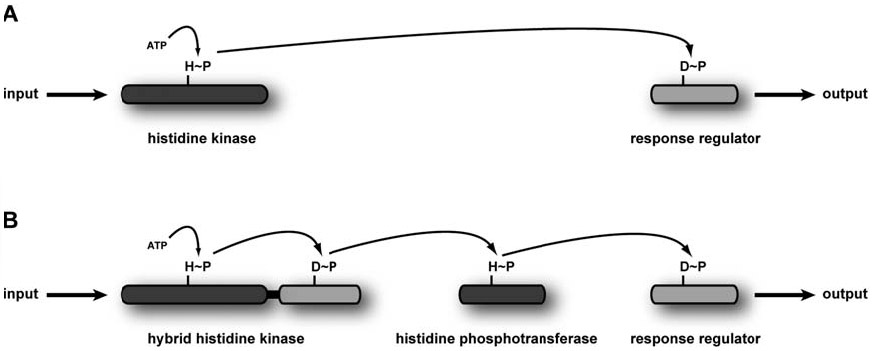 A
ATP
H~P
D~P
input
output
histidine kinase
response regulator
B
ATP
H~P
D~P
H~P
D~P
input
output
hybrid histidine kinase
histidine phosphotransferase
response regulator